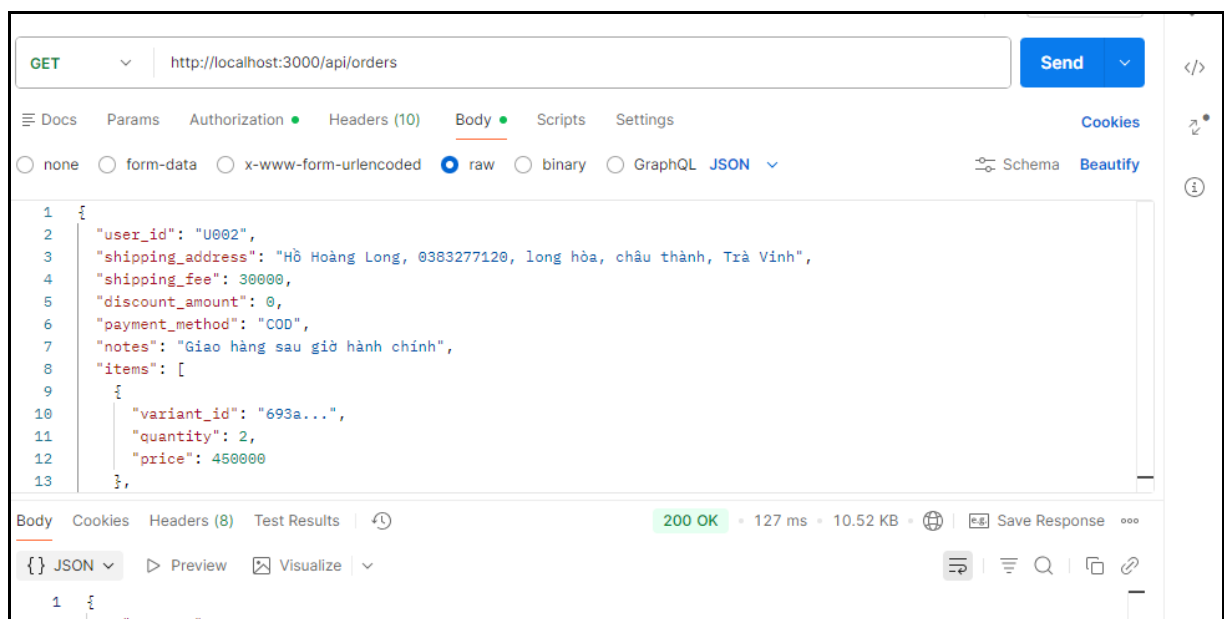 GET http://localhost:3000/api/orders Send
Docs Params Authorization Headers (10) Body Scripts Settings Cookies
none form-data x-www-form-urlencoded raw binary GraphQL JSON Schema Beautify
1 {
2 "user_id": "U002",
3 "shipping_address": "Hồ Hoàng Long, 0383277120, long hòa, châu thành, Trà Vinh",
4 "shipping_fee": 30000,
5 "discount_amount": 0,
6 "payment_method": "COD",
7 "notes": "Giao hàng sau giờ hành chính",
8 "items": [
9 {
10 "variant_id": "693a...",
11 "quantity": 2,
12 "price": 450000
13 },
Body Cookies Headers (8) Test Results 200 OK • 127 ms • 10.52 KB • e.g. Save Response
{} JSON Preview Visualize
1 {